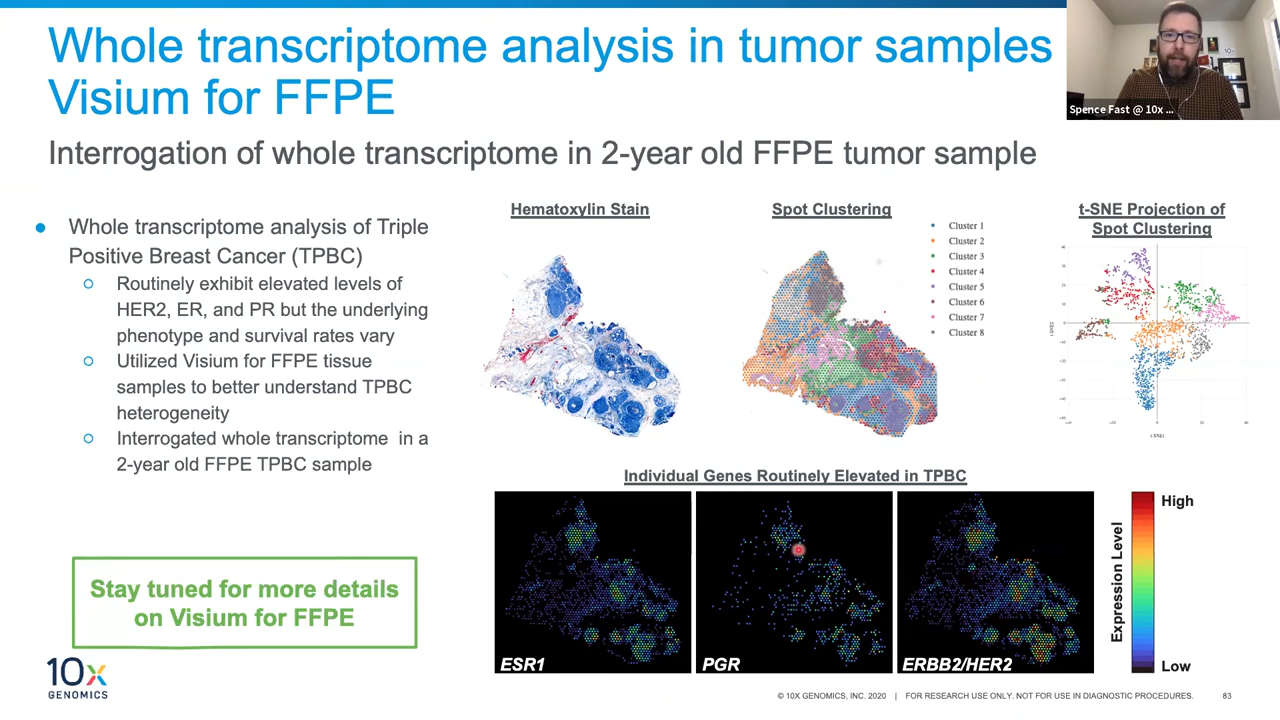 Whole transcriptome analysis in tumor samples
Visium for FFPE
Spence Fast @ 10x ...
Interrogation of whole transcriptome in 2-year old FFPE tumor sample
Whole transcriptome analysis of Triple
Positive Breast Cancer (TPBC)
Routinely exhibit elevated levels of
HER2, ER, and PR but the underlying
phenotype and survival rates vary
Utilized Visium for FFPE tissue
samples to better understand TPBC
heterogeneity
Interrogated whole transcriptome in a
2-year old FFPE TPBC sample
Stay tuned for more details
on Visium for FFPE
Hematoxylin Stain
Spot Clustering
Cluster 1
Cluster 2
Cluster 3
Cluster 4
Cluster 5
Cluster 6
Cluster 7
Cluster 8
t-SNE Projection of
Spot Clustering
Individual Genes Routinely Elevated in TPBC
ESR1
PGR
ERBB2/HER2
Expression Level
High
Low
10x
GENOMICS
© 10X GENOMICS, INC. 2020 | FOR RESEARCH USE ONLY. NOT FOR USE IN DIAGNOSTIC PROCEDURES.
83